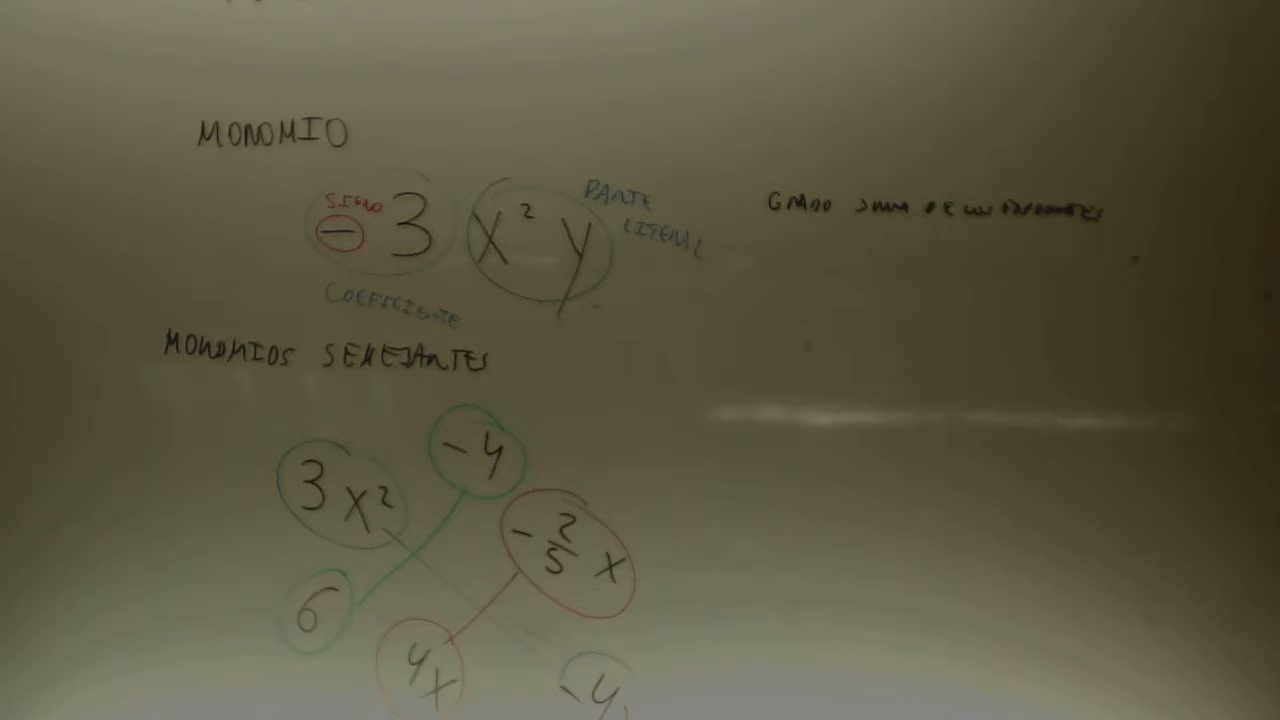 MONOMIO
SIGNO
- 3 x² y
PARTE
LITERAL
COEFICIENTE
GRADO SUMA DE LOS EXPONENTES
MONOMIOS SEMEJANTES
3x²
-4
-2/5 x
6
4x
-4